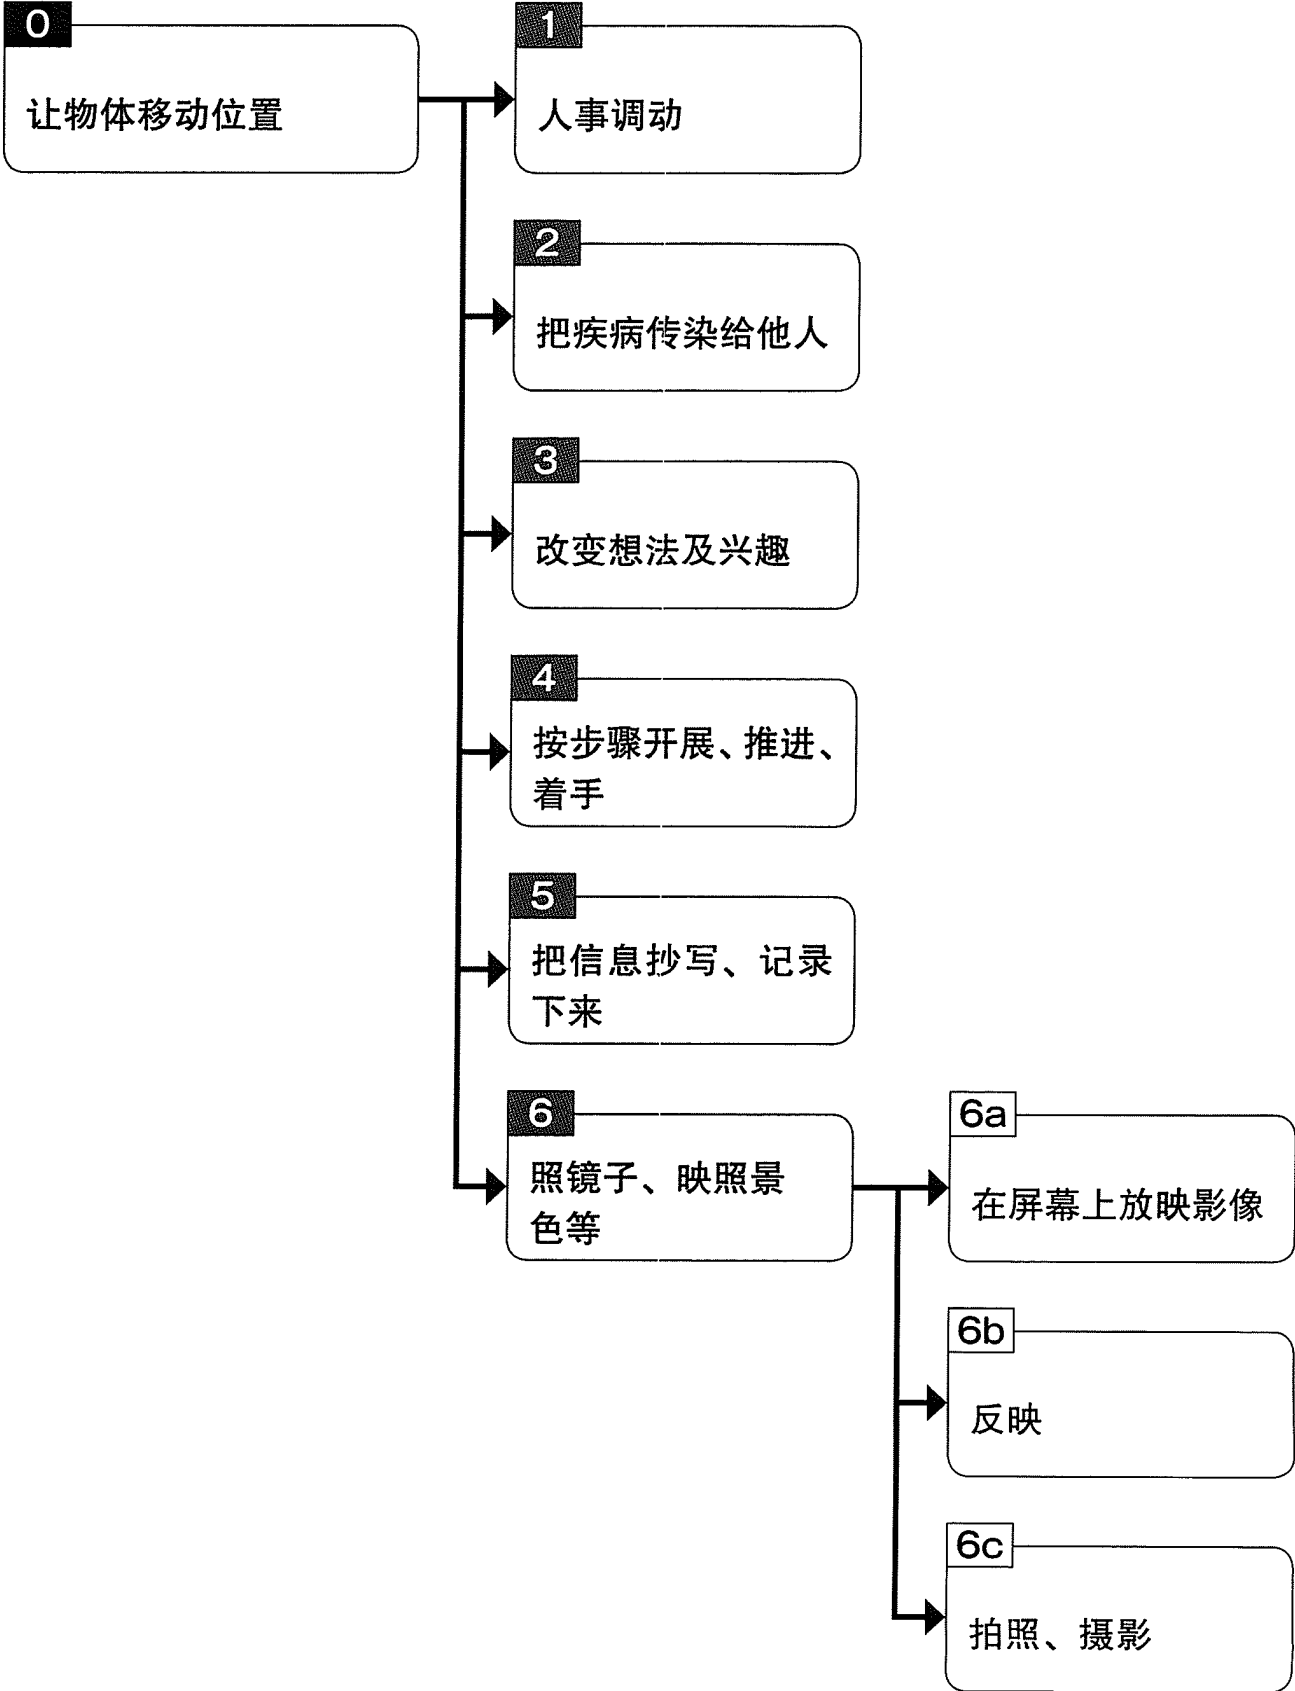 0
让物体移动位置
1
人事调动
2
把疾病传染给他人
3
改变想法及兴趣
4
按步骤开展、推进、
着手
5
把信息抄写、记录
下来
6
照镜子、映照景
色等
6a
在屏幕上放映影像
6b
反映
6c
拍照、摄影